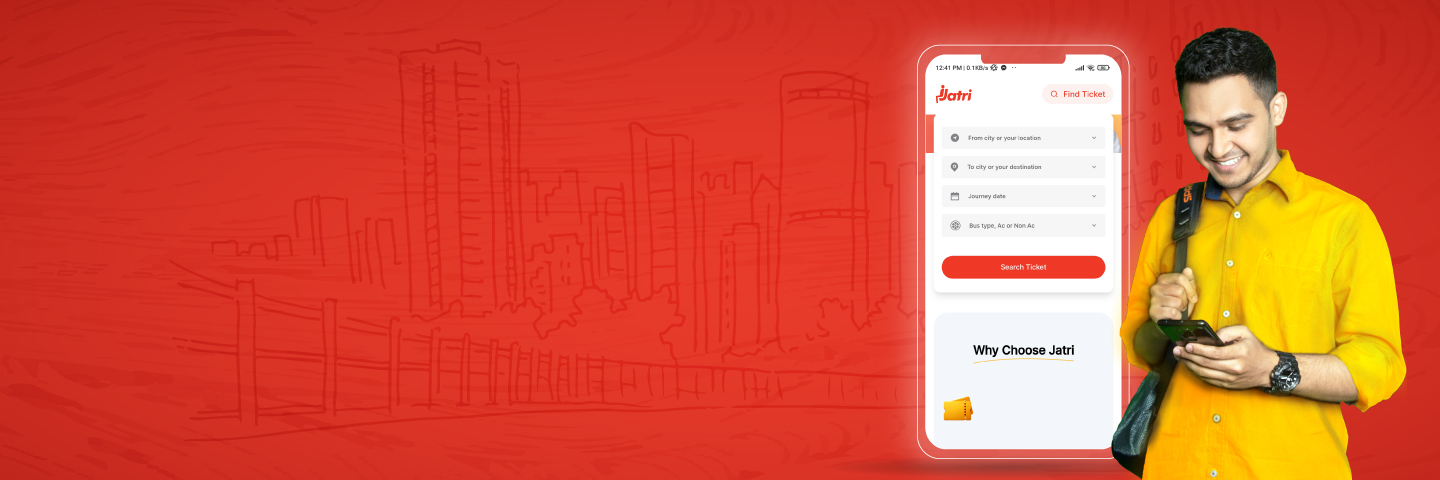 12:41 PM | 0.1KB/s
Jatri
Find Ticket
From city or your location
To city or your destination
Journey date
Bus type, Ac or Non Ac
Search Ticket
Why Choose Jatri